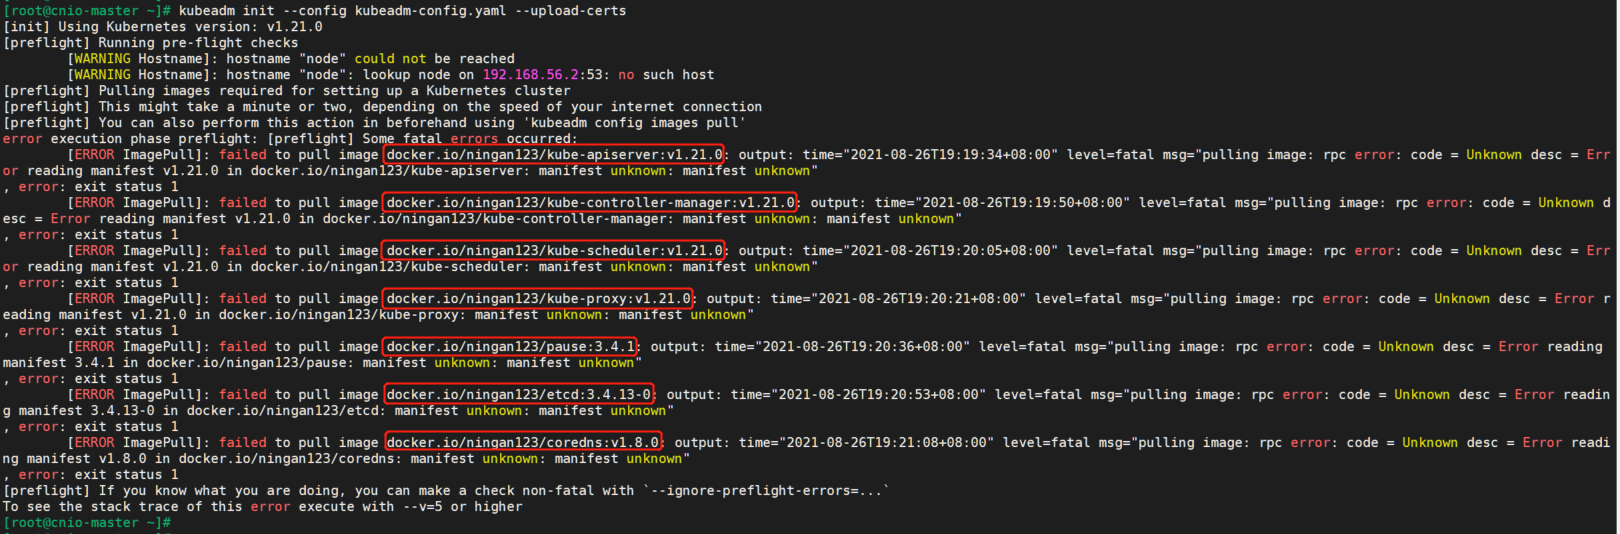 [root@cnio-master ~]# kubeadm init --config kubeadm-config.yaml --upload-certs
[init] Using Kubernetes version: v1.21.0
[preflight] Running pre-flight checks
        [WARNING Hostname]: hostname "node" could not be reached
        [WARNING Hostname]: hostname "node": lookup node on 192.168.56.2:53: no such host
[preflight] Pulling images required for setting up a Kubernetes cluster
[preflight] This might take a minute or two, depending on the speed of your internet connection
[preflight] You can also perform this action in beforehand using 'kubeadm config images pull'
error execution phase preflight: [preflight] Some fatal errors occurred:
        [ERROR ImagePull]: failed to pull image docker.io/ningan123/kube-apiserver:v1.21.0: output: time="2021-08-26T19:19:34+08:00" level=fatal msg="pulling image: rpc error: code = Unknown desc = Err
or reading manifest v1.21.0 in docker.io/ningan123/kube-apiserver: manifest unknown: manifest unknown"
, error: exit status 1
        [ERROR ImagePull]: failed to pull image docker.io/ningan123/kube-controller-manager:v1.21.0: output: time="2021-08-26T19:19:50+08:00" level=fatal msg="pulling image: rpc error: code = Unknown d
esc = Error reading manifest v1.21.0 in docker.io/ningan123/kube-controller-manager: manifest unknown: manifest unknown"
, error: exit status 1
        [ERROR ImagePull]: failed to pull image docker.io/ningan123/kube-scheduler:v1.21.0: output: time="2021-08-26T19:20:05+08:00" level=fatal msg="pulling image: rpc error: code = Unknown desc = Err
or reading manifest v1.21.0 in docker.io/ningan123/kube-scheduler: manifest unknown: manifest unknown"
, error: exit status 1
        [ERROR ImagePull]: failed to pull image docker.io/ningan123/kube-proxy:v1.21.0: output: time="2021-08-26T19:20:21+08:00" level=fatal msg="pulling image: rpc error: code = Unknown desc = Error r
eading manifest v1.21.0 in docker.io/ningan123/kube-proxy: manifest unknown: manifest unknown"
, error: exit status 1
        [ERROR ImagePull]: failed to pull image docker.io/ningan123/pause:3.4.1: output: time="2021-08-26T19:20:36+08:00" level=fatal msg="pulling image: rpc error: code = Unknown desc = Error reading
manifest 3.4.1 in docker.io/ningan123/pause: manifest unknown: manifest unknown"
, error: exit status 1
        [ERROR ImagePull]: failed to pull image docker.io/ningan123/etcd:3.4.13-0: output: time="2021-08-26T19:20:53+08:00" level=fatal msg="pulling image: rpc error: code = Unknown desc = Error readin
g manifest 3.4.13-0 in docker.io/ningan123/etcd: manifest unknown: manifest unknown"
, error: exit status 1
        [ERROR ImagePull]: failed to pull image docker.io/ningan123/coredns:v1.8.0: output: time="2021-08-26T19:21:08+08:00" level=fatal msg="pulling image: rpc error: code = Unknown desc = Error readi
ng manifest v1.8.0 in docker.io/ningan123/coredns: manifest unknown: manifest unknown"
, error: exit status 1
[preflight] If you know what you are doing, you can make a check non-fatal with `--ignore-preflight-errors=...`
To see the stack trace of this error execute with --v=5 or higher
[root@cnio-master ~]#